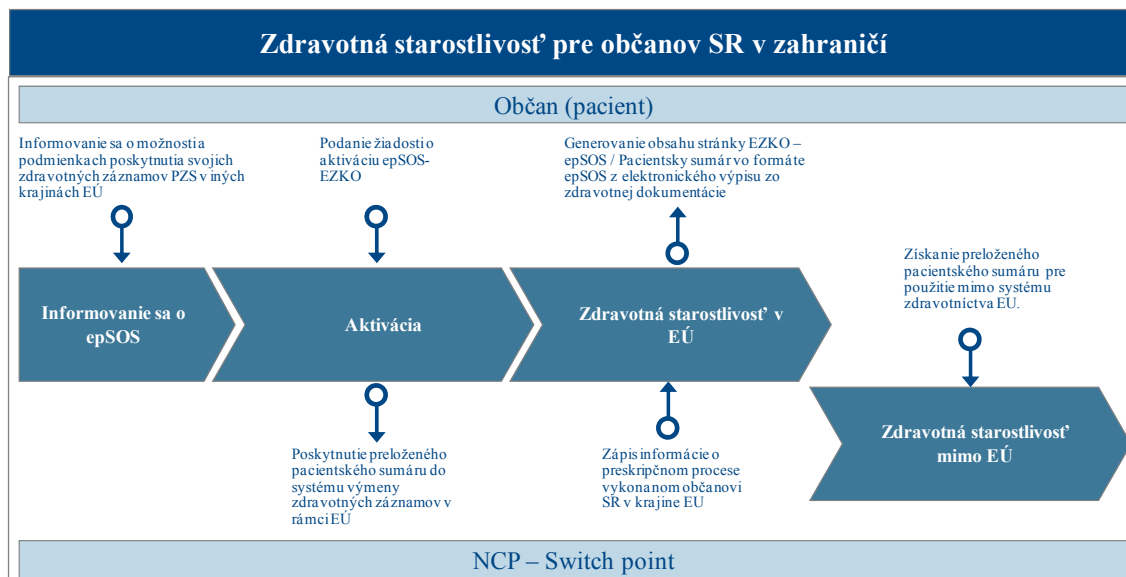 Zdravotná starostlivosť pre občanov SR v zahraničí
Občan (pacient)
Informovanie sa o možnosti a
podmienkach poskytnutia svojich
zdravotných záznamov PZS v iných
krajinách EÚ
Podanie žiadosti o
aktiváciu epSOS-
EZKO
Generovanie obsahu stránky EZKO –
epSOS / Pacientsky sumár vo formáte
epSOS z elektronického výpisu zo
zdravotnej dokumentácie
Získanie preloženého
pacientského sumáru pre
použitie mimo systému
zdravotníctva EU.
Informovanie sa o
epSOS
Aktivácia
Zdravotná starostlivosť v
EÚ
Zdravotná starostlivosť
mimo EÚ
Poskytnutie preloženého
pacientského sumáru do
systému výmeny
zdravotných záznamov v
rámci EÚ
Zápis informácie o
preskripčnom procese
vykonanom občanovi
SR v krajine EU
NCP – Switch point